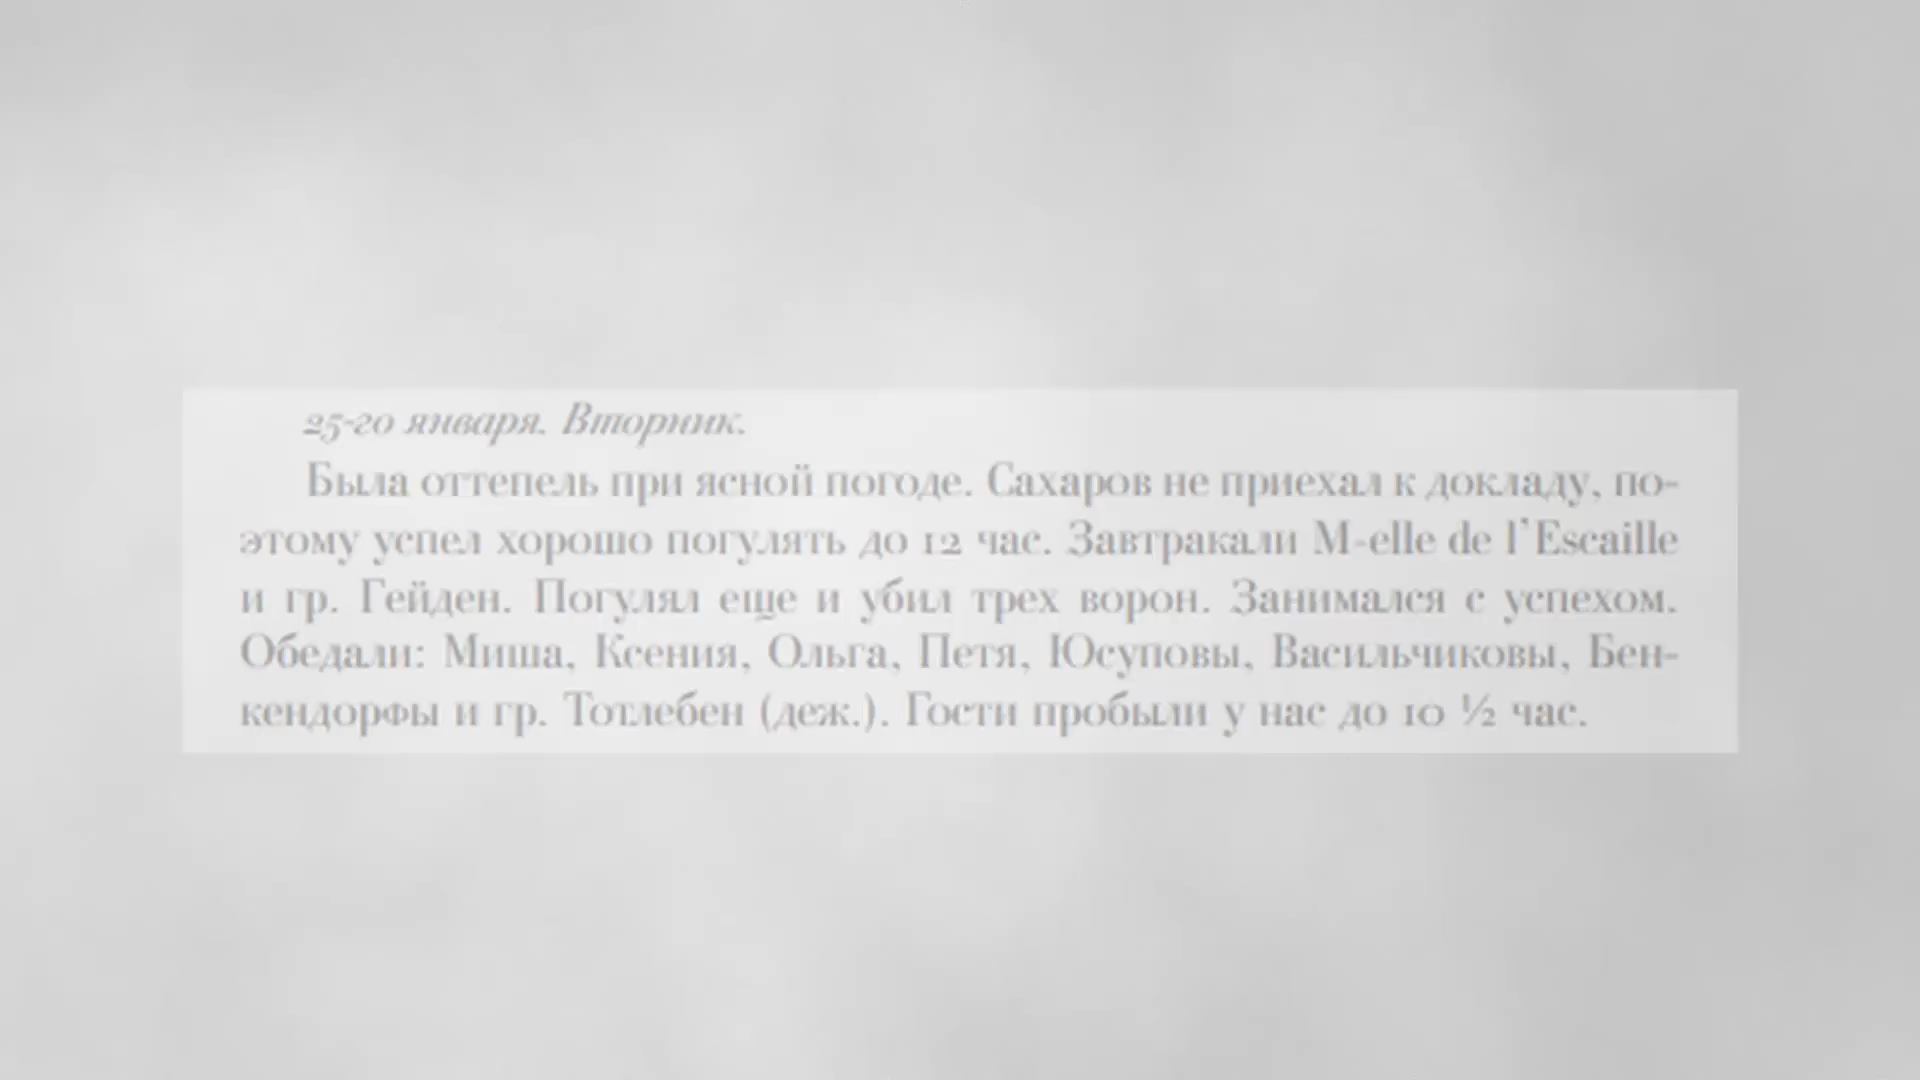 25-го января. Вторник.
Была оттепель при ясной погоде. Сахаров не приехал к докладу, по-
этому успел хорошо погулять до 12 час. Завтракали M-elle de l'Escaille
и гр. Гейден. Погулял еще и убил трех ворон. Занимался с успехом.
Обедали: Миша, Ксения, Ольга, Петя, Юсуповы, Васильчиковы, Бен-
кендорфы и гр. Тотлебен (деж.). Гости пробыли у нас до 10 ½ час.